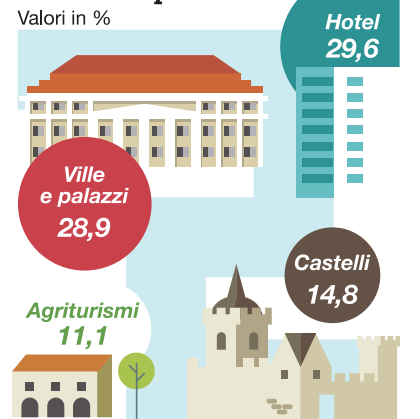 Valori in %
Hotel
29,6
Ville
e palazzi
28,9
Castelli
14,8
Agriturismi
11,1